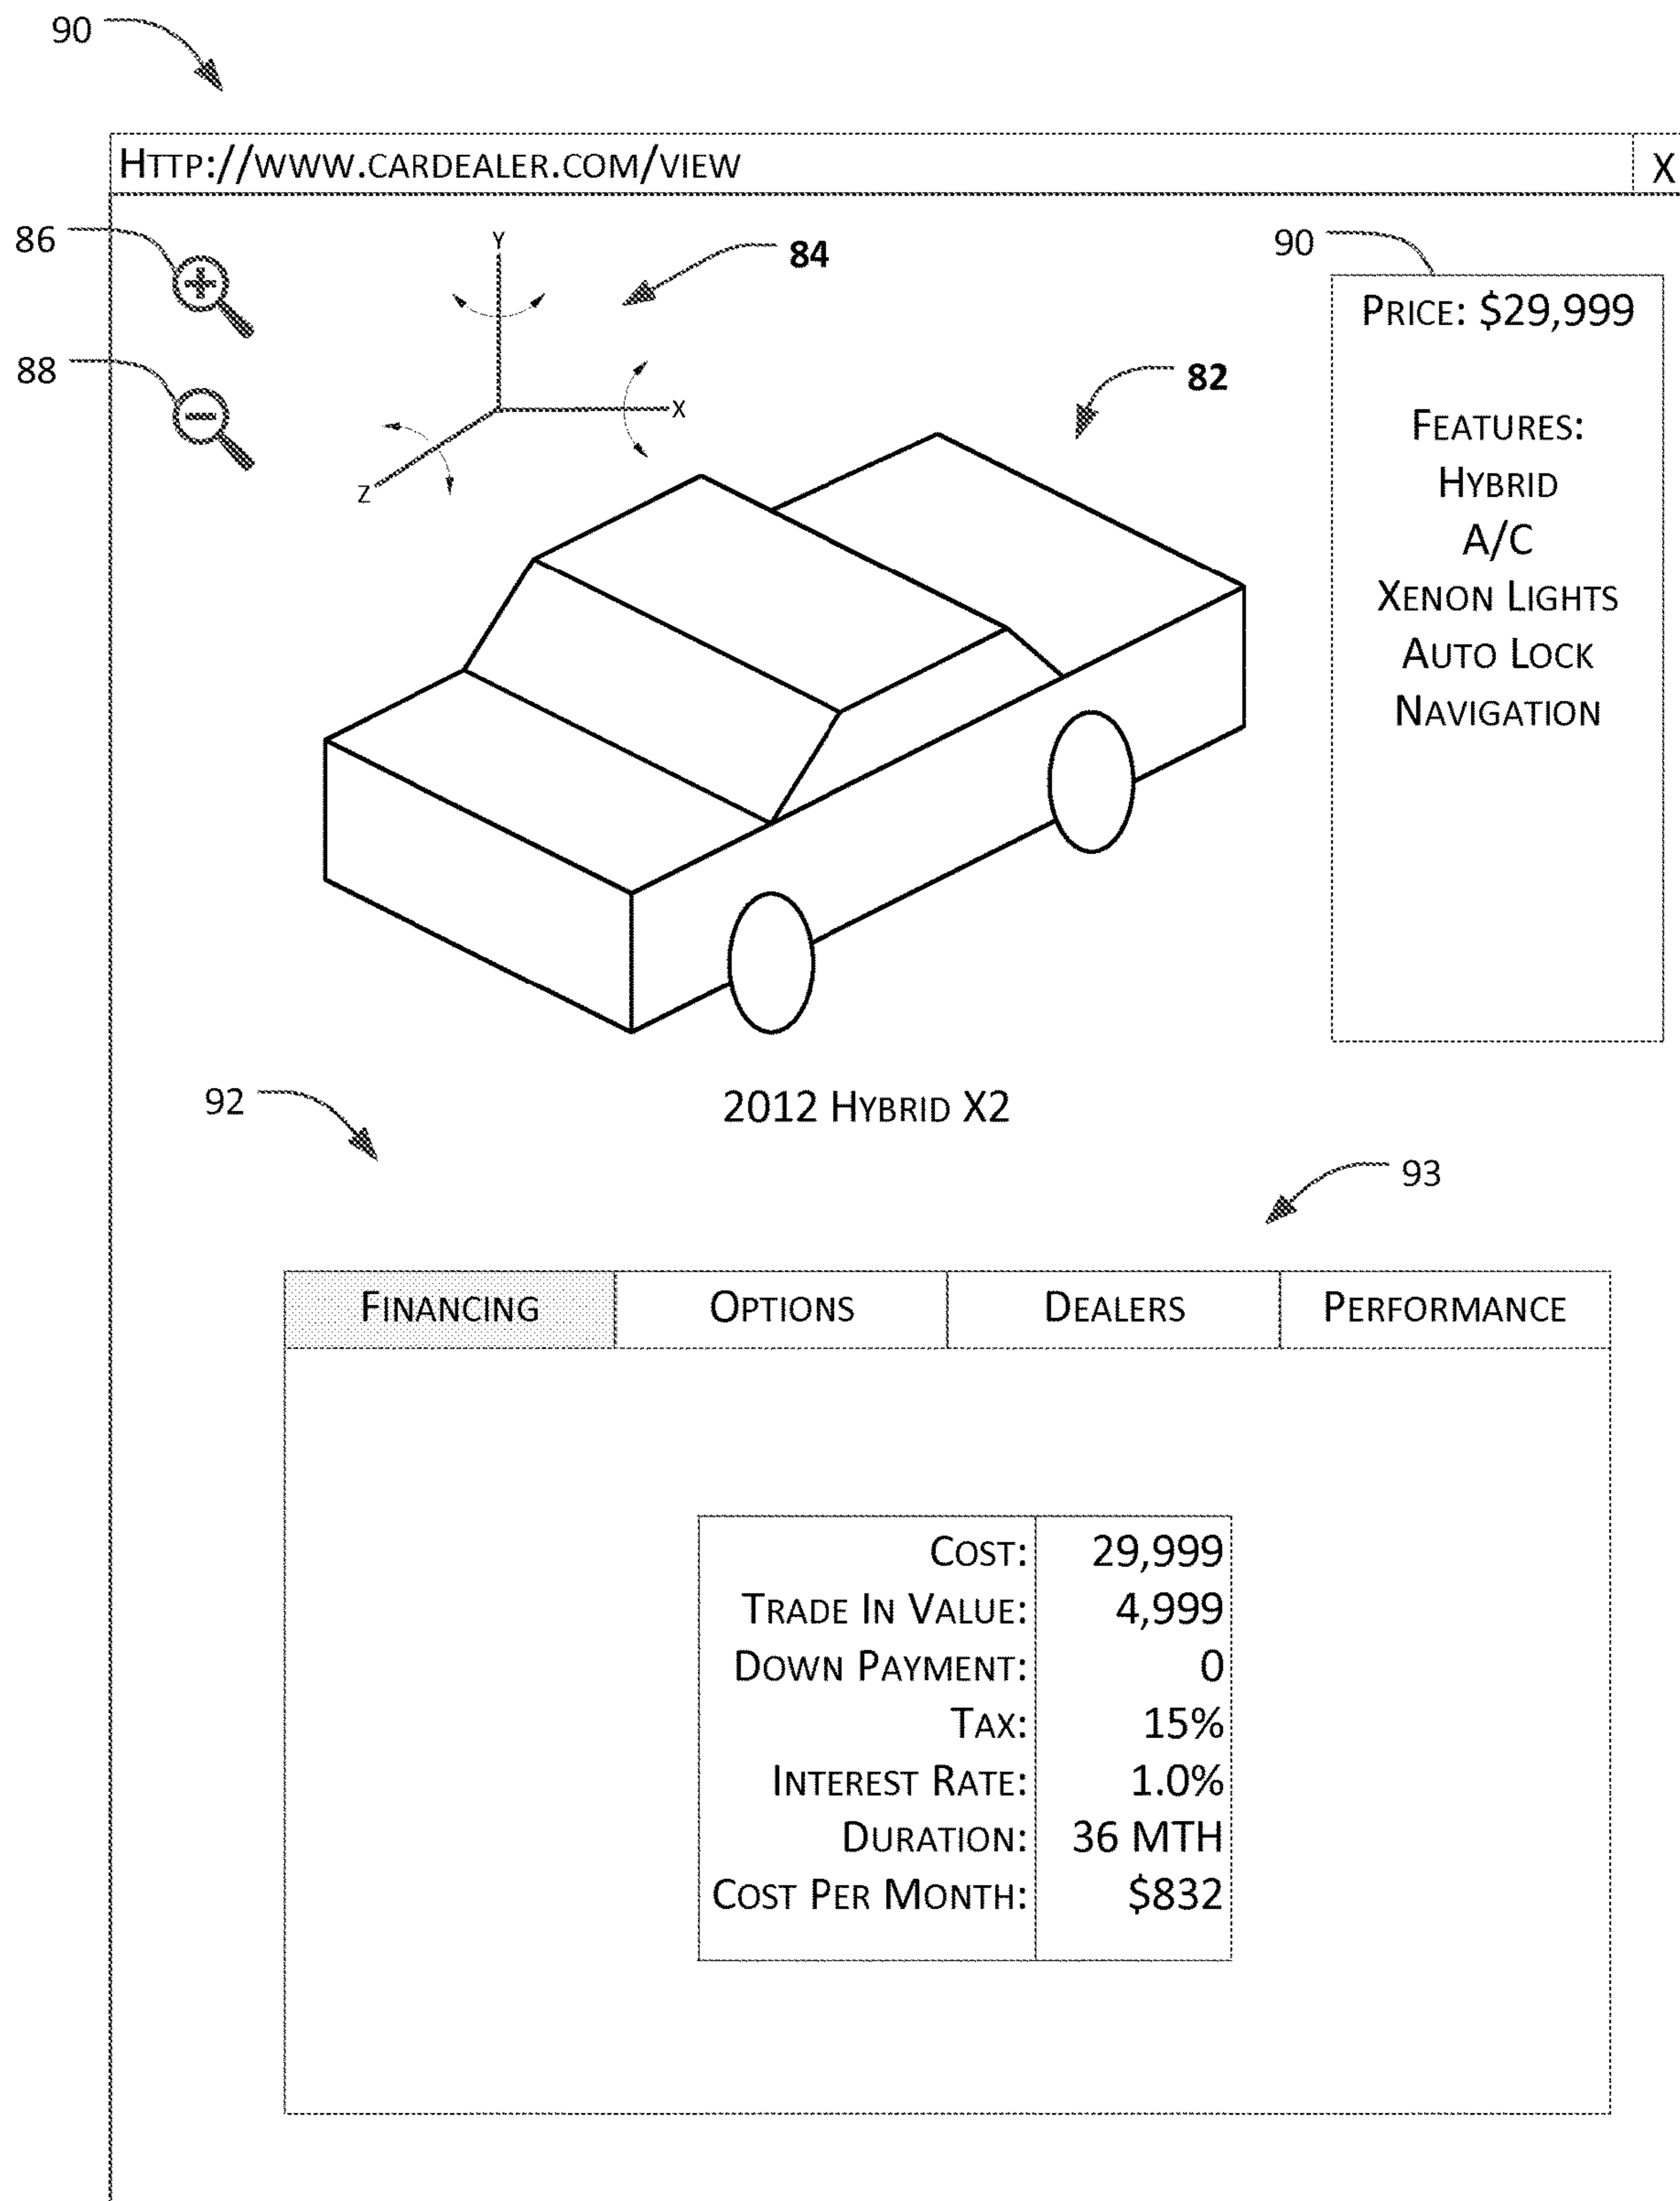 90
HTTP://WWW.CARDEALER.COM/VIEW X
86
88
Y
X
Z
84
82
90
PRICE: $29,999
FEATURES:
HYBRID
A/C
XENON LIGHTS
AUTO LOCK
NAVIGATION
2012 HYBRID X2
92
93
FINANCING OPTIONS DEALERS PERFORMANCE
COST: 29,999
TRADE IN VALUE: 4,999
DOWN PAYMENT: 0
TAX: 15%
INTEREST RATE: 1.0%
DURATION: 36 MTH
COST PER MONTH: $832